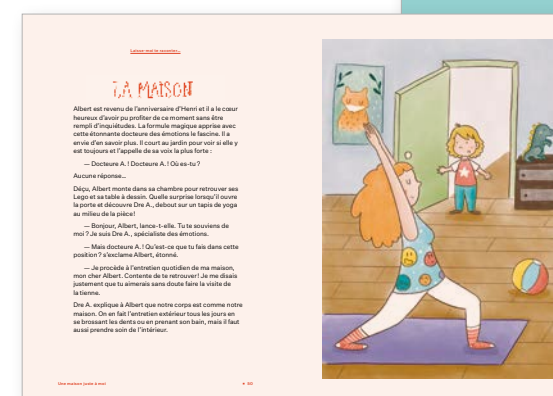 Laisse-moi te raconter...
LA MAISON
Albert est revenu de l'anniversaire d'Henri et il a le cœur
heureux d'avoir pu profiter de ce moment sans être
rempli d'inquiétudes. La formule magique apprise avec
cette étonnante docteure des émotions le fascine. Il a
envie d'en savoir plus. Il court au jardin pour voir si elle y
est toujours et l'appelle de sa voix la plus forte :
— Docteure A. ! Docteure A. ! Où es-tu ?
Aucune réponse...
Déçu, Albert monte dans sa chambre pour retrouver ses
Lego et sa table à dessin. Quelle surprise lorsqu'il ouvre
la porte et découvre Dre A., debout sur un tapis de yoga
au milieu de la pièce!
— Bonjour, Albert, lance-t-elle. Tu te souviens de
moi ? Je suis Dre A., spécialiste des émotions.
— Mais docteure A. ! Qu'est-ce que tu fais dans cette
position ? s'exclame Albert, étonné.
— Je procède à l'entretien quotidien de ma maison,
mon cher Albert. Contente de te retrouver ! Je me disais
justement que tu aimerais sans doute faire la visite de
la tienne.
Dre A. explique à Albert que notre corps est comme notre
maison. On en fait l'entretien extérieur tous les jours en
se brossant les dents ou en prenant son bain, mais il faut
aussi prendre soin de l'intérieur.
Une maison juste à moi